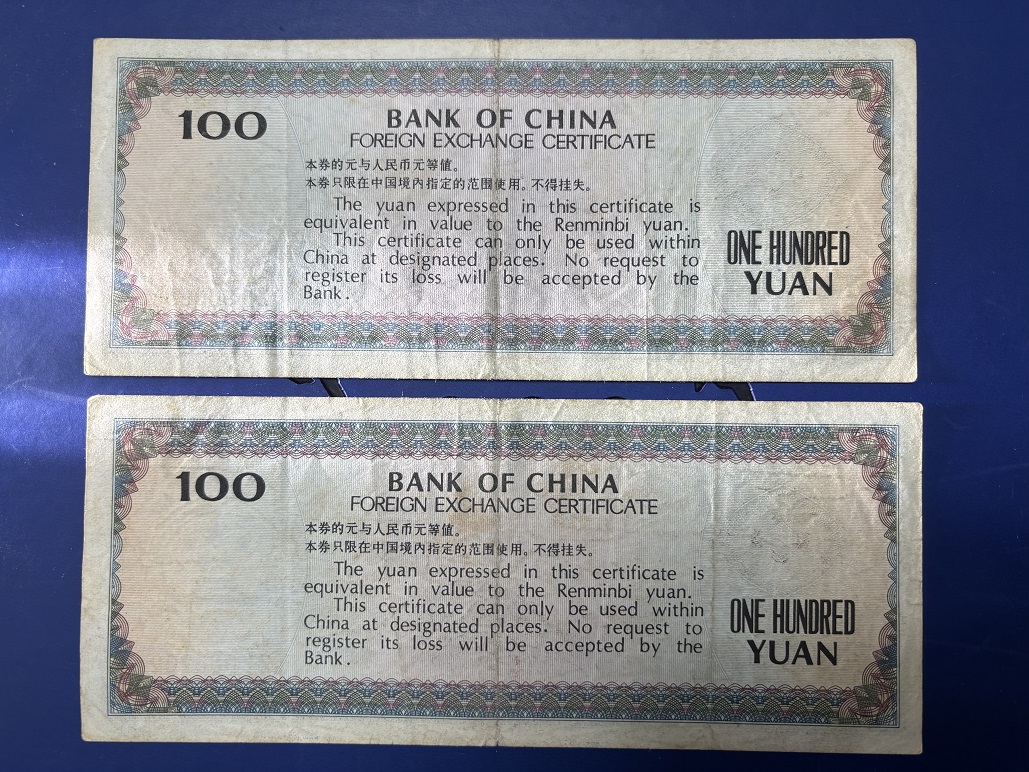 100
BANK OF CHINA
FOREIGN EXCHANGE CERTIFICATE
本券的元与人民币元等值。
本券只限在中国境内指定的范围使用。不得挂失。
The yuan expressed in this certificate is
equivalent in value to the Renminbi yuan.
This certificate can only be used within
China at designated places. No request to
register its loss will be accepted by the
Bank.
ONE HUNDRED
YUAN
100
BANK OF CHINA
FOREIGN EXCHANGE CERTIFICATE
本券的元与人民币元等值。
本券只限在中国境内指定的范围使用。不得挂失。
The yuan expressed in this certificate is
equivalent in value to the Renminbi yuan.
This certificate can only be used within
China at designated places. No request to
register its loss will be accepted by the
Bank.
ONE HUNDRED
YUAN